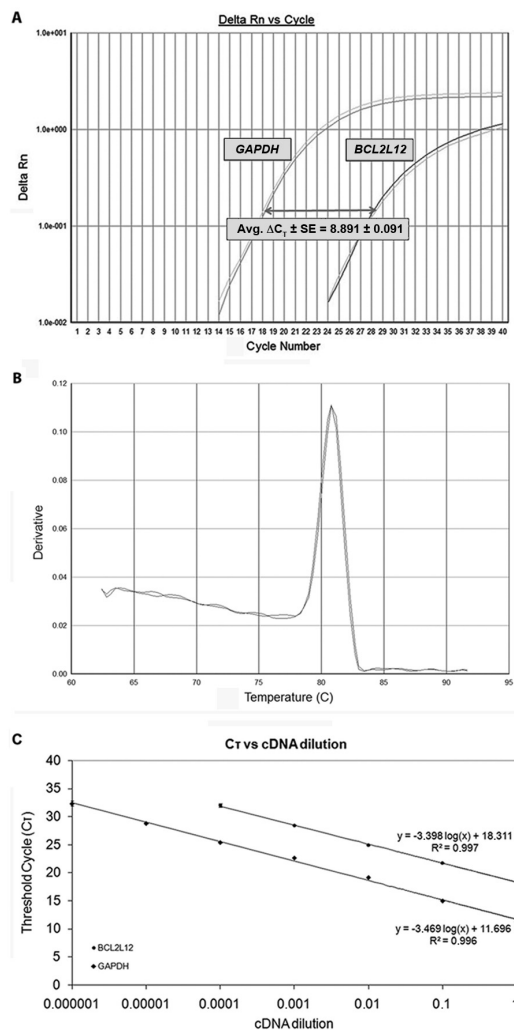 A
Delta Rn vs Cycle
Delta Rn
1.0e+001
1.0e+000
1.0e-001
1.0e-002
GAPDH
BCL2L12
Avg. ΔCT ± SE = 8.891 ± 0.091
1 2 3 4 5 6 7 8 9 10 11 12 13 14 15 16 17 18 19 20 21 22 23 24 25 26 27 28 29 30 31 32 33 34 35 36 37 38 39 40
Cycle Number
B
Derivative
0.12
0.10
0.08
0.06
0.04
0.02
0.00
60 65 70 75 80 85 90 95
Temperature (C)
C
CT vs cDNA dilution
Threshold Cycle (CT)
40
35
30
25
20
15
10
5
0
y = -3.398 log(x) + 18.311
R² = 0.997
y = -3.469 log(x) + 11.696
R² = 0.996
BCL2L12
GAPDH
0.000001 0.00001 0.0001 0.001 0.01 0.1 1
cDNA dilution